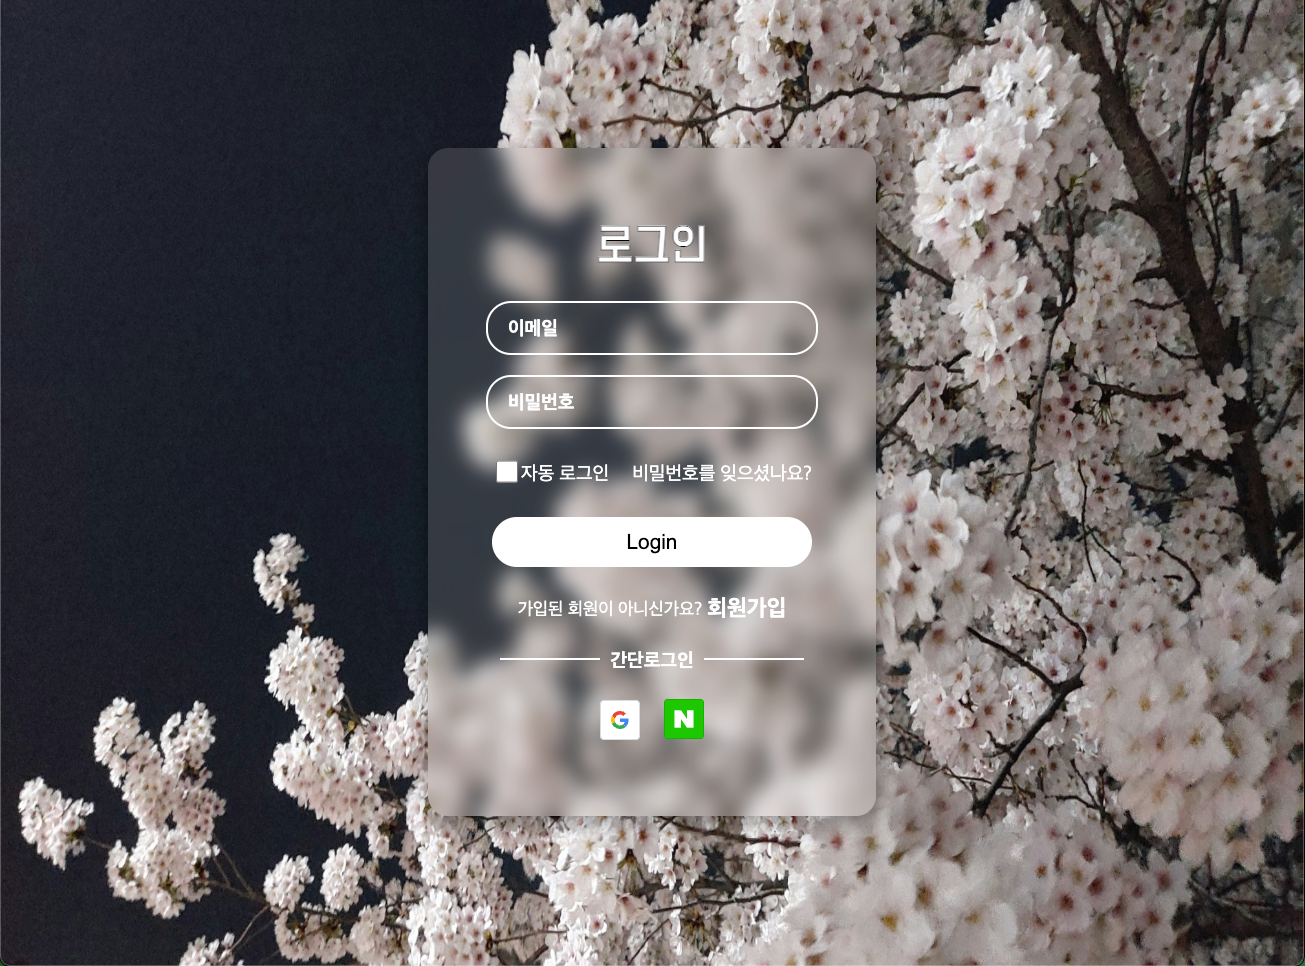 로그인
이메일
비밀번호
자동 로그인 비밀번호를 잊으셨나요?
Login
가입된 회원이 아니신가요? 회원가입
간단로그인
G N